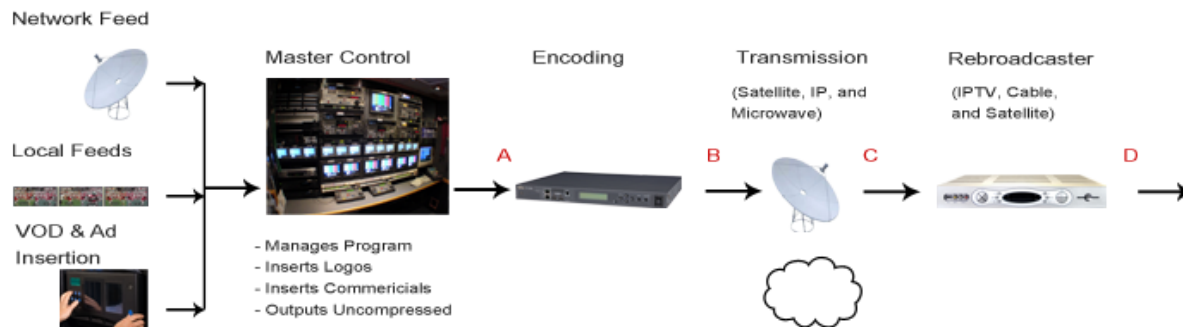 Network Feed
Local Feeds
VOD & Ad
Insertion
Master Control
- Manages Program
- Inserts Logos
- Inserts Commericials
- Outputs Uncompressed
A
Encoding
B
Transmission
(Satellite, IP, and
Microwave)
C
Rebroadcaster
(IPTV, Cable,
and Satellite)
D